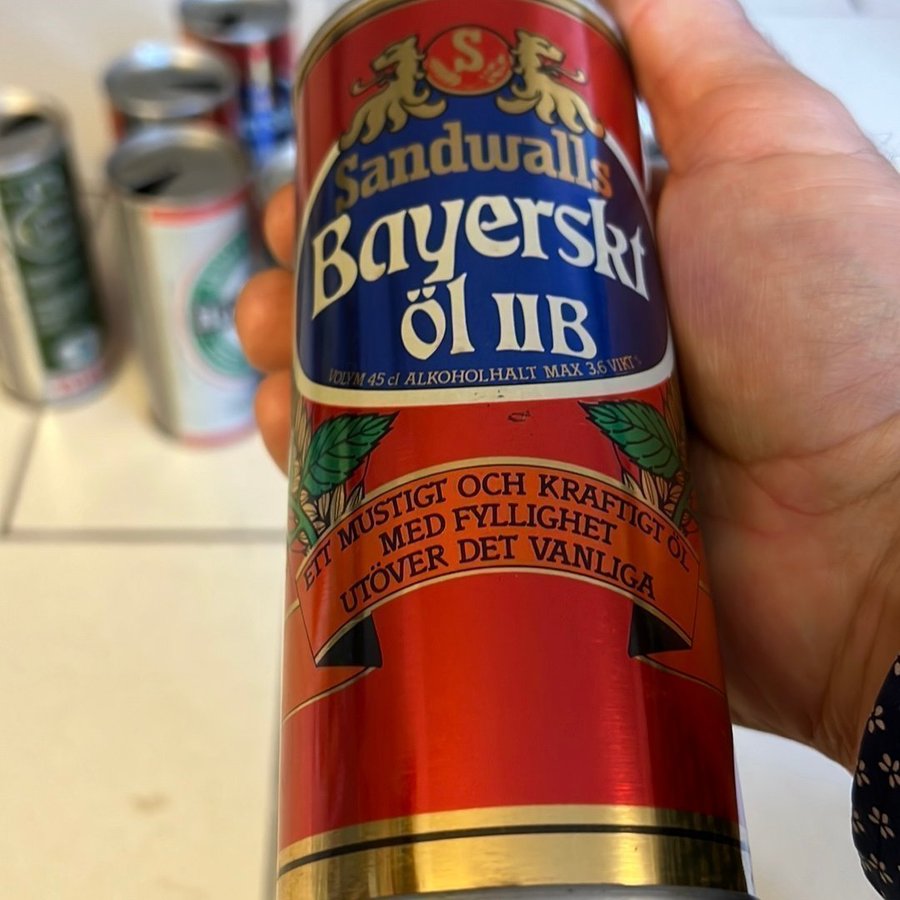 S
Sandwalls
Bayerskt
öl IIB
VOLYM 45 cl ALKOHOLHALT MAX 3,6 VIKT%
ETT MUSTIGT OCH KRAFTIGT ÖL
MED FYLLIGHET
UTÖVER DET VANLIGA